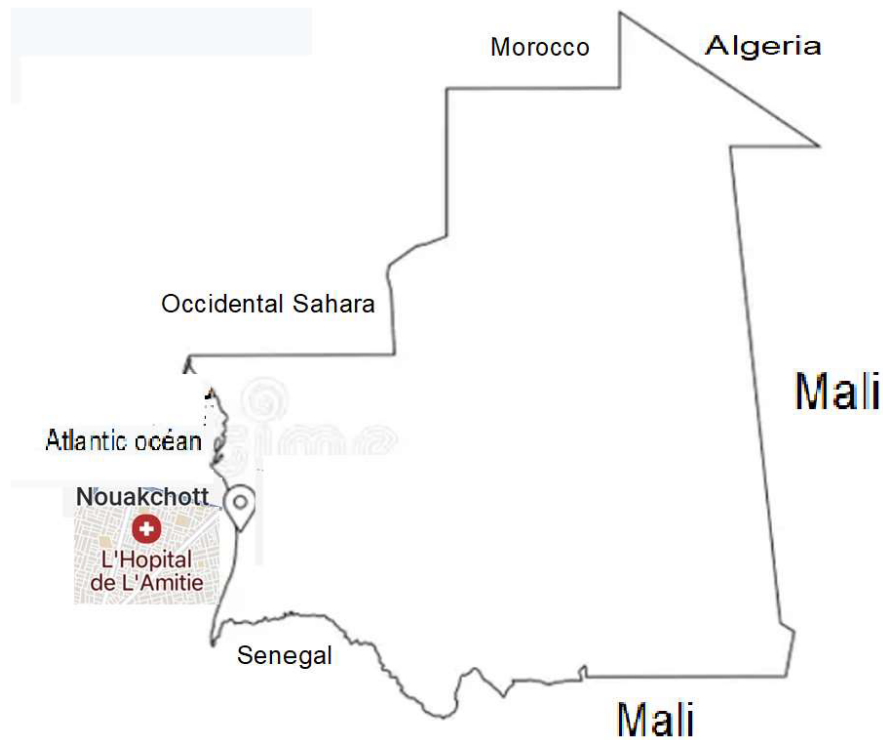 Morocco
Algeria
Occidental Sahara
Mali
Atlantic océan
Nouakchott
L'Hopital
de L'Amitie
Senegal
Mali